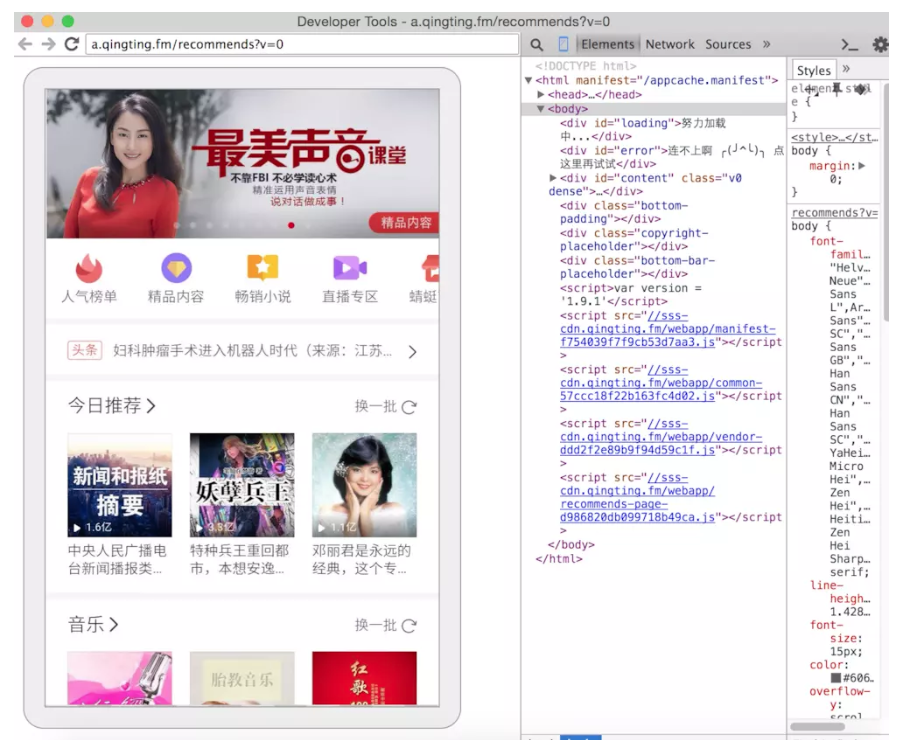 Developer Tools - a.qingting.fm/recommends?v=0
a.qingting.fm/recommends?v=0
Elements Network Sources »
最美声音课堂
不靠FBI 不必学读心术
精准运用声音表情
说对话做成事！
精品内容
人气榜单 精品内容 畅销小说 直播专区 蜻蜓
头条 妇科肿瘤手术进入机器人时代（来源：江苏...
今日推荐 换一批
新闻和报纸
摘要
1.6亿
妖孽兵王
3.8亿
1.1亿
中央人民广播电
台新闻播报类...
特种兵王重回都
市，本想安逸...
邓丽君是永远的
经典，这个专...
音乐 换一批
胎教音乐
红
歌
<!DOCTYPE html>
<html manifest="/appcache.manifest">
<head>…</head>
<body>
<div id="loading">努力加载
中...</div>
<div id="error">连不上啊 ╭(╯^╰)╮ 点
这里再试试</div>
<div id="content" class="v0
dense">…</div>
<div class="bottom-
padding"></div>
<div class="copyright-
placeholder"></div>
<div class="bottom-bar-
placeholder"></div>
<script>var version =
'1.9.1'</script>
<script src="//sss-
cdn.qingting.fm/webapp/manifest-
f754039f7f9cb53d7aa3.js"></script
>
<script src="//sss-
cdn.qingting.fm/webapp/common-
57ccc18f22b163fc4d02.js"></script
>
<script src="//sss-
cdn.qingting.fm/webapp/vendor-
ddd2f2e89b9f94d59c1f.js"></script
>
<script src="//sss-
cdn.qingting.fm/webapp/
recommends-page-
d986820db099718b49ca.js"></script
>
</body>
</html>
Styles »
e {
}
<style>…</st…
body {
margin:
0;
}
recommends?v=
body {
font-
famil…
"Helv…
Neue"…
Sans
L",Ar…
Sans"…
SC","…
Sans
GB","…
Han
Sans
CN","…
Han
Sans
SC","…
YaHei…
Micro
Hei","…
Zen
Hei","…
Heiti…
Zen
Hei
Sharp…
serif;
line-
heigh…
1.428…
font-
size:
15px;
color:
#606…
overflow-
y: